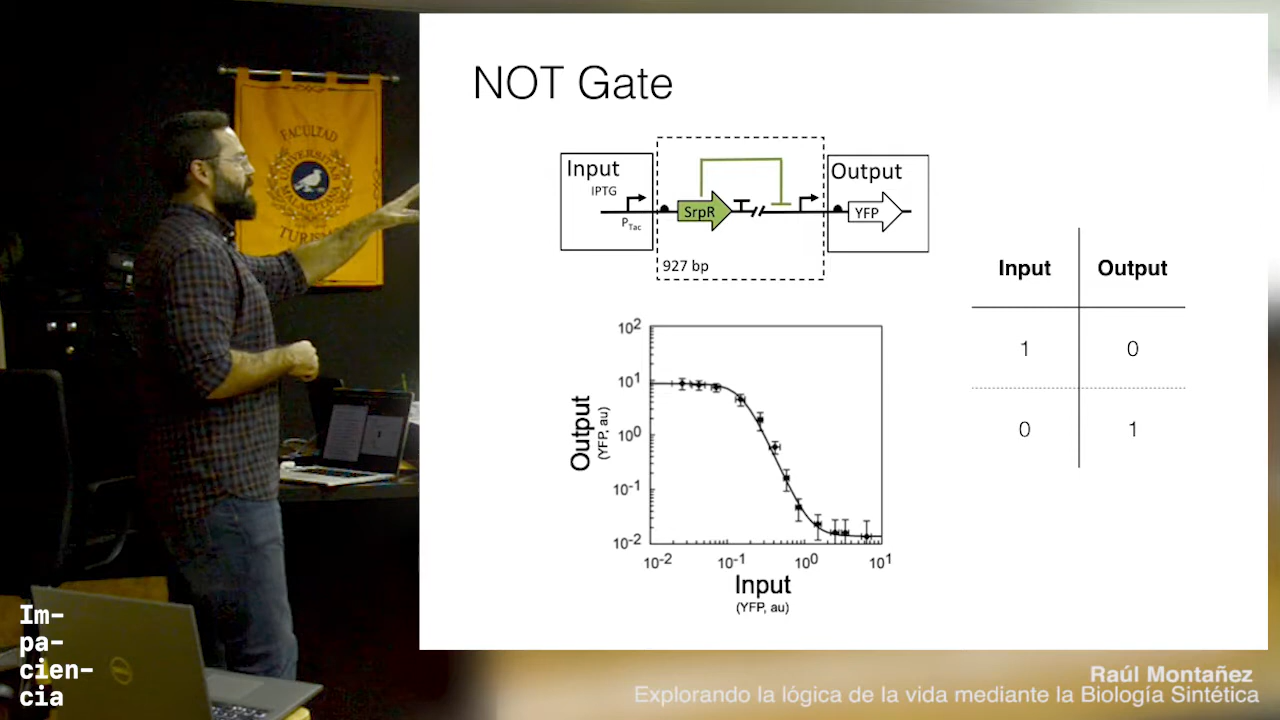 NOT Gate
Input
IPTG
P_Tac
SrpR
927 bp
Output
YFP
10^2
10^1
10^0
10^-1
10^-2
Output
(YFP, au)
10^-2
10^-1
10^0
10^1
Input
(YFP, au)
Input Output
1 0
0 1
FACULTAD
UNIVERSITAS
MALACITANA
TURISMO
Im-
pa-
cien-
cia
Raúl Montañez
Explorando la lógica de la vida mediante la Biología Sintética